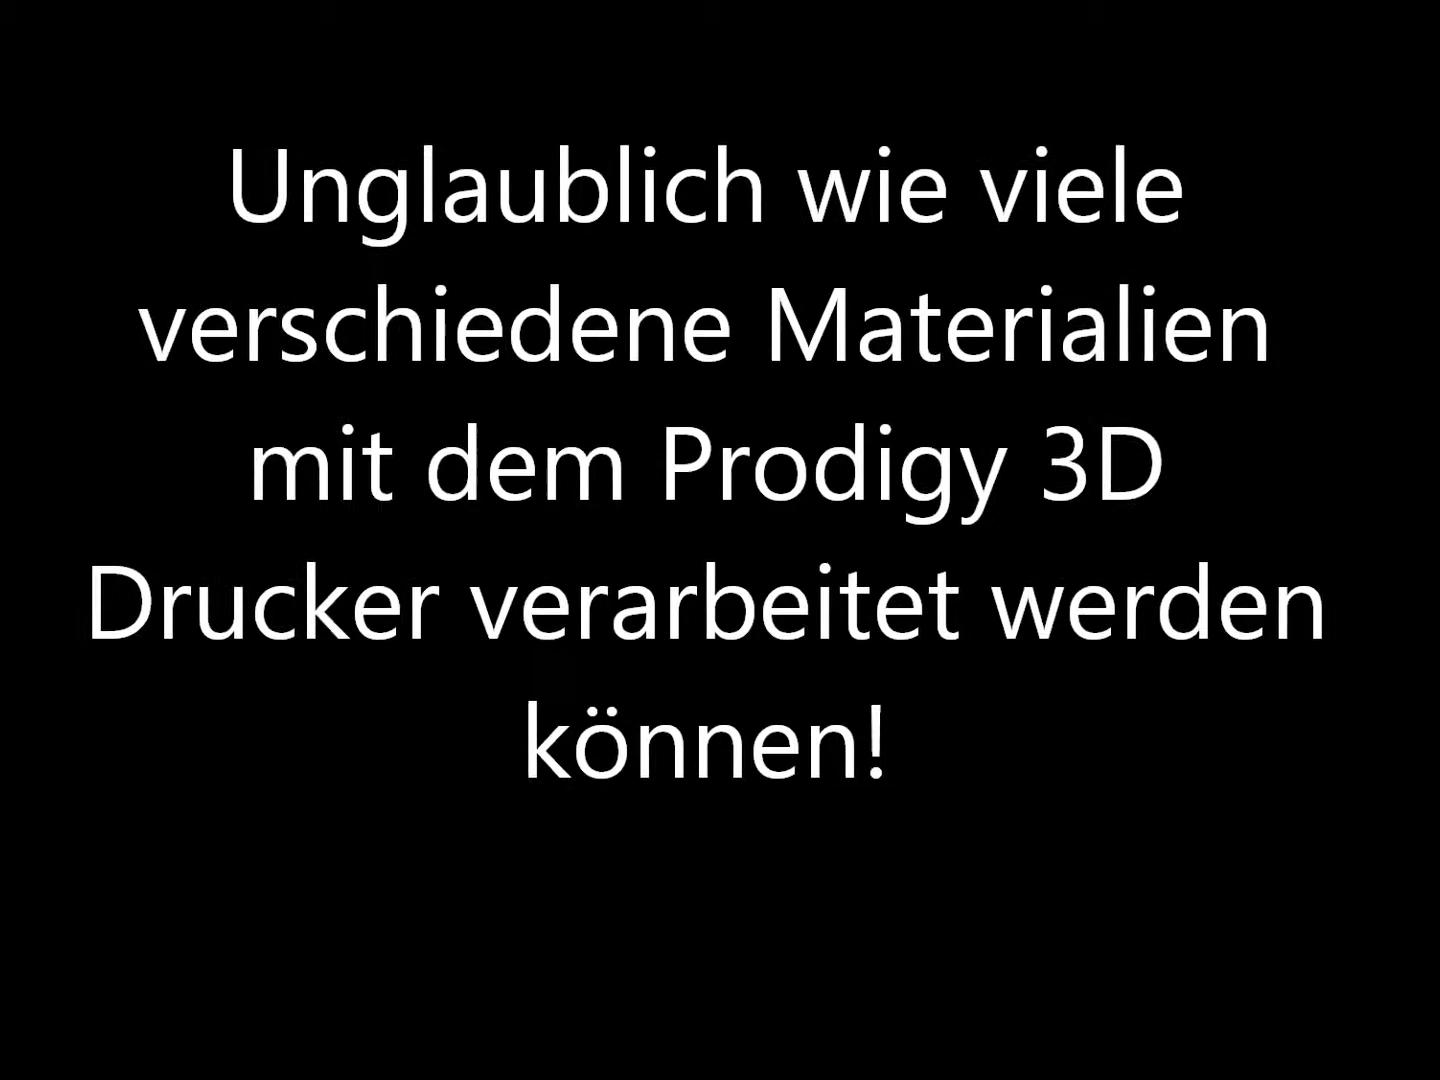 Unglaublich wie viele
verschiedene Materialien
mit dem Prodigy 3D
Drucker verarbeitet werden
können!